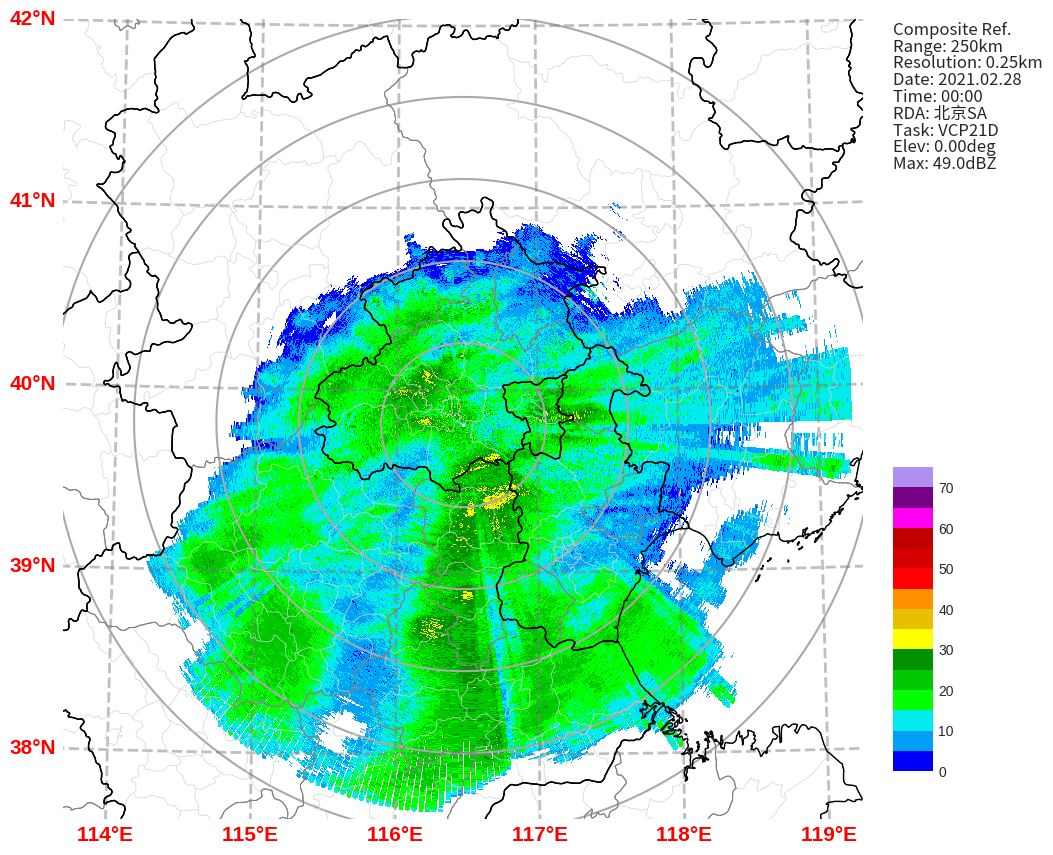 42°N
41°N
40°N
39°N
38°N
114°E
115°E
116°E
117°E
118°E
119°E
Composite Ref.
Range: 250km
Resolution: 0.25km
Date: 2021.02.28
Time: 00:00
RDA: 北京SA
Task: VCP21D
Elev: 0.00deg
Max: 49.0dBZ
70
60
50
40
30
20
10
0